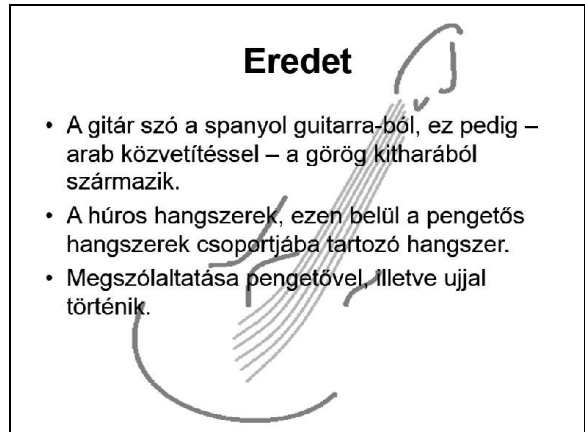 Eredet
• A gitár szó a spanyol guitarra-ból, ez pedig –
arab közvetítéssel – a görög kitharából
származik.
• A húros hangszerek, ezen belül a pengetős
hangszerek csoportjába tartozó hangszer.
• Megszólaltatása pengetővel, illetve ujjal
történik.